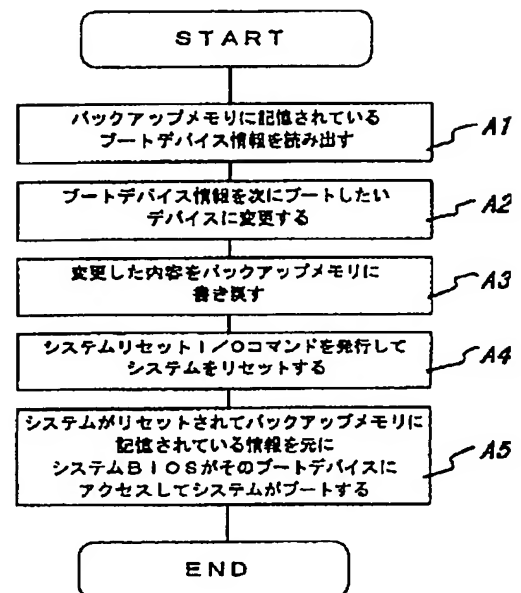 START
バックアップメモリに記憶されている
ブートデバイス情報を読み出す
A1
ブートデバイス情報を次にブートしたい
デバイスに変更する
A2
変更した内容をバックアップメモリに
書き戻す
A3
システムリセットI/Oコマンドを発行して
システムをリセットする
A4
システムがリセットされてバックアップメモリに
記憶されている情報を元に
システムBIOSがそのブートデバイスに
アクセスしてシステムがブートする
A5
END